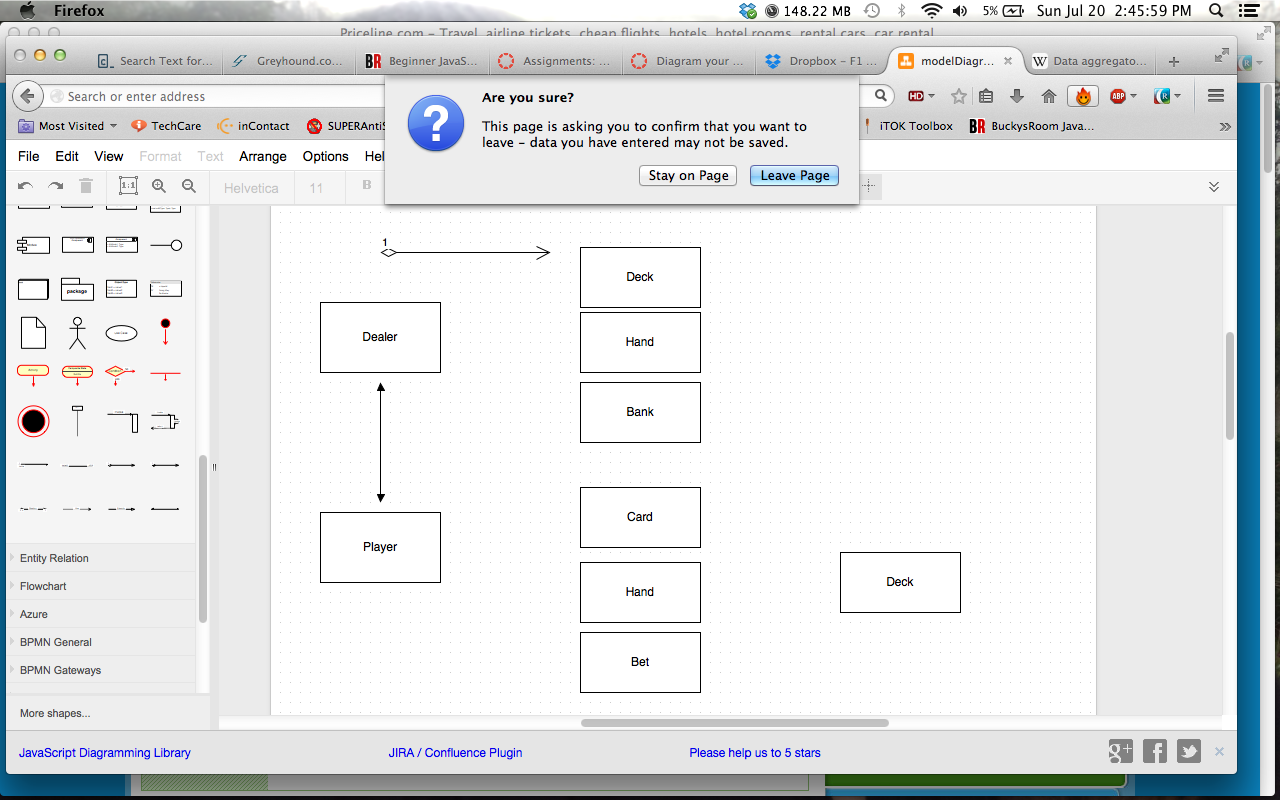 Firefox
148.22 MB
5%
Sun Jul 20 2:45:59 PM
Priceline.com – Travel, airline tickets, cheap flights, hotels, hotel rooms, rental cars, car rental
Search Text for...
Greyhound.co...
BR Beginner JavaS...
Assignments: ...
Diagram your ...
Dropbox – F1 ...
modelDiagr...
W Data aggregato...
Search or enter address
HD
ABP
Most Visited
TechCare
inContact
SUPERAntiS
iTOK Toolbox
BR BuckysRoom Java...
Are you sure?
This page is asking you to confirm that you want to
leave – data you have entered may not be saved.
Stay on Page
Leave Page
File Edit View Format Text Arrange Options Hel
1:1
Helvetica
11
B
package
1
Deck
Dealer
Hand
Bank
Card
Player
Hand
Deck
Bet
Entity Relation
Flowchart
Azure
BPMN General
BPMN Gateways
More shapes...
JavaScript Diagramming Library
JIRA / Confluence Plugin
Please help us to 5 stars